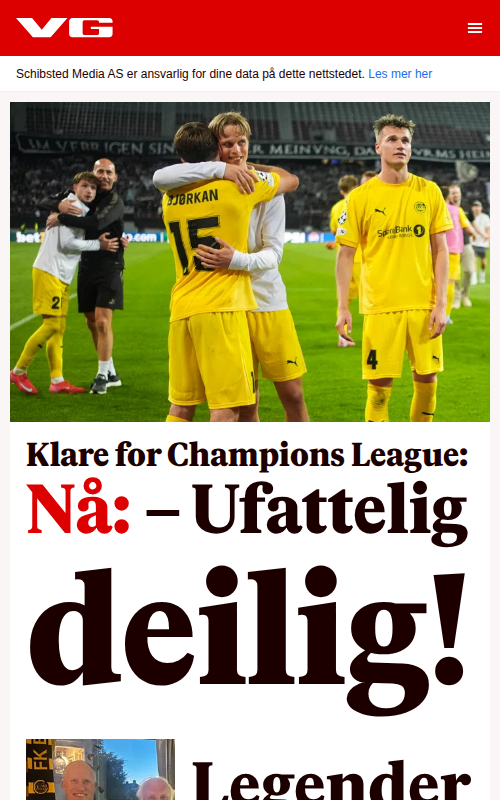 VG
Schibsted Media AS er ansvarlig for dine data på dette nettstedet. Les mer her
BJØRKAN
15
SpareBank 1
2
4
Klare for Champions League:
Nå: – Ufattelig
deilig!
Legender